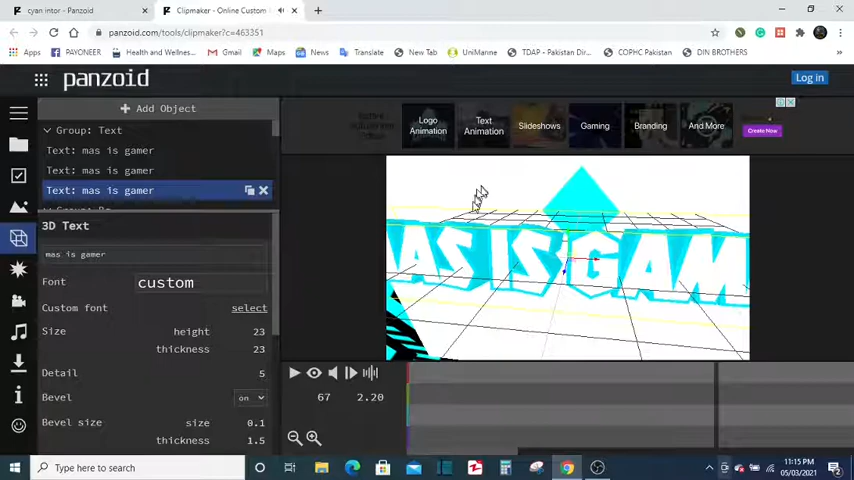 cyan intor - Panzoid
Clipmaker - Online Custom
panzoid.com/tools/clipmaker?c=463351
Apps
PAYONEER
Health and Wellnes...
Gmail
Maps
News
Translate
New Tab
UniMarne
TDAP - Pakistan Dir...
COPHC Pakistan
DIN BROTHERS
panzoid
Log in
Add Object
Group: Text
Text: mas is gamer
Text: mas is gamer
Text: mas is gamer
3D Text
mas is gamer
Font custom
Custom font select
Size height 23
thickness 23
Detail 5
Bevel on
Bevel size size 0.1
thickness 1.5
Logo Animation
Text Animation
Slideshows
Gaming
Branding
And More
Create Now
AS IS GAM
67 2.20
Type here to search
11:15 PM
05/03/2021